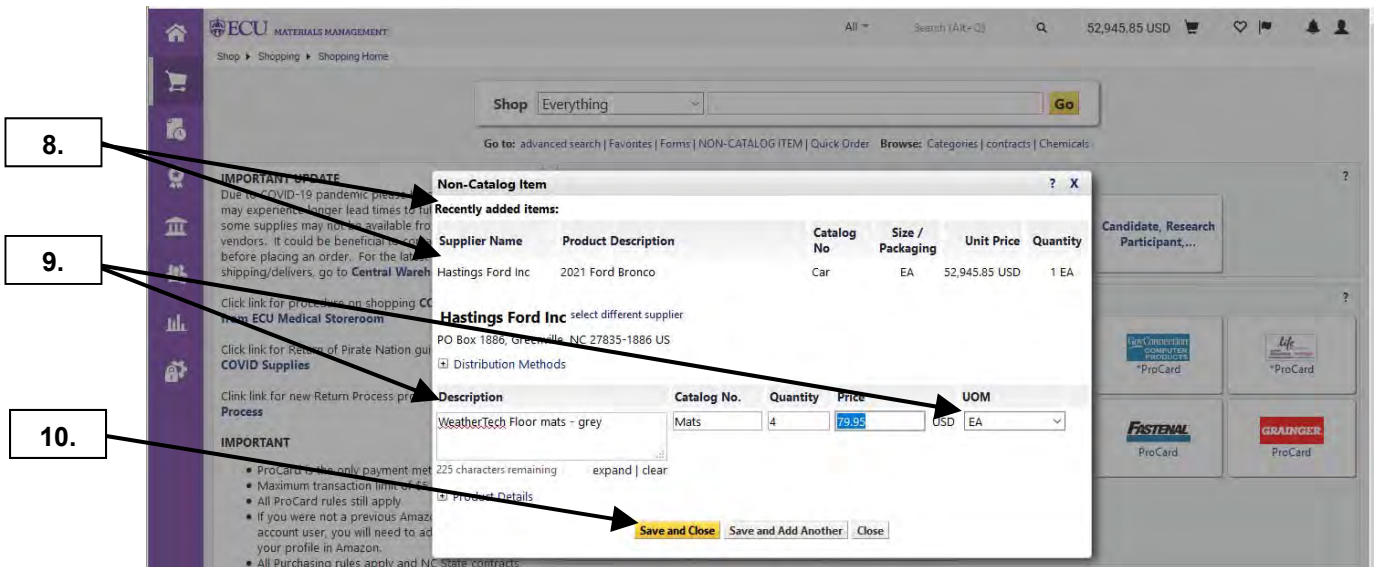 ECU MATERIALS MANAGEMENT
All
Search (Alt+Q)
52,945.85 USD
Shop Shopping Shopping Home
Shop Everything Go
Go to: advanced search | Favorites | Forms | NON-CATALOG ITEM | Quick Order Browse: Categories | contracts | Chemicals
8.
9.
10.
IMPORTANT UPDATE
Due to COVID-19 pandemic please
may experience longer lead times to ful
some supplies may not be available fro
vendors. It could be beneficial to
before placing an order. For the
shipping/delivers, go to Central Wareh
Click link for procedure on shopping
from ECU Medical Storeroom
Click link for Return of Pirate Nation gui
COVID Supplies
Clink link for new Return Process
Process
IMPORTANT
ProCard is the only payment met
Maximum transaction limit of $5
All ProCard rules still apply
If you were not a previous Amaz
account user, you will need to ad
your profile in Amazon.
All Purchasing rules apply and NC State contracts
Non-Catalog Item ? X
Recently added items:
Supplier Name Product Description Catalog No Size / Packaging Unit Price Quantity
Hastings Ford Inc 2021 Ford Bronco Car EA 52,945.85 USD 1 EA
Hastings Ford Inc select different supplier
PO Box 1886, Greenville, NC 27835-1886 US
Distribution Methods
Description Catalog No. Quantity Price UOM
WeatherTech Floor mats - grey Mats 4 79.95 USD EA
225 characters remaining expand | clear
Product Details
Save and Close Save and Add Another Close
?
Candidate, Research
Participant,...
?
GovConnection
COMPUTER
PRODUCTS
*ProCard
life
*ProCard
FASTENAL
ProCard
GRAINGER
ProCard